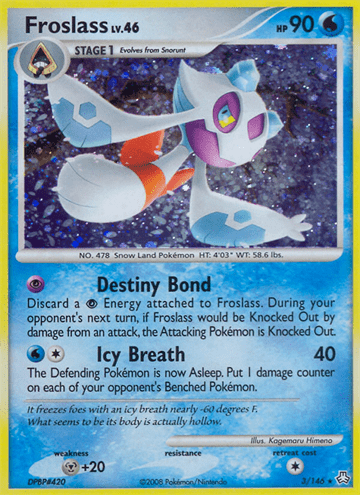 Froslass LV.46 HP 90
STAGE 1 Evolves from Snorunt
NO. 478 Snow Land Pokémon HT: 4'03" WT: 58.6 lbs.
Destiny Bond
Discard a Energy attached to Froslass. During your
opponent's next turn, if Froslass would be Knocked Out by
damage from an attack, the Attacking Pokémon is Knocked Out.
Icy Breath 40
The Defending Pokémon is now Asleep. Put 1 damage
counter on each of your opponent's Benched Pokémon.
It freezes foes with an icy breath nearly -60 degrees F.
What seems to be its body is actually hollow.
Illus. Kagemaru Himeno
weakness resistance retreat cost
+20
DPBP#420 ©2008 Pokémon/Nintendo 3/146